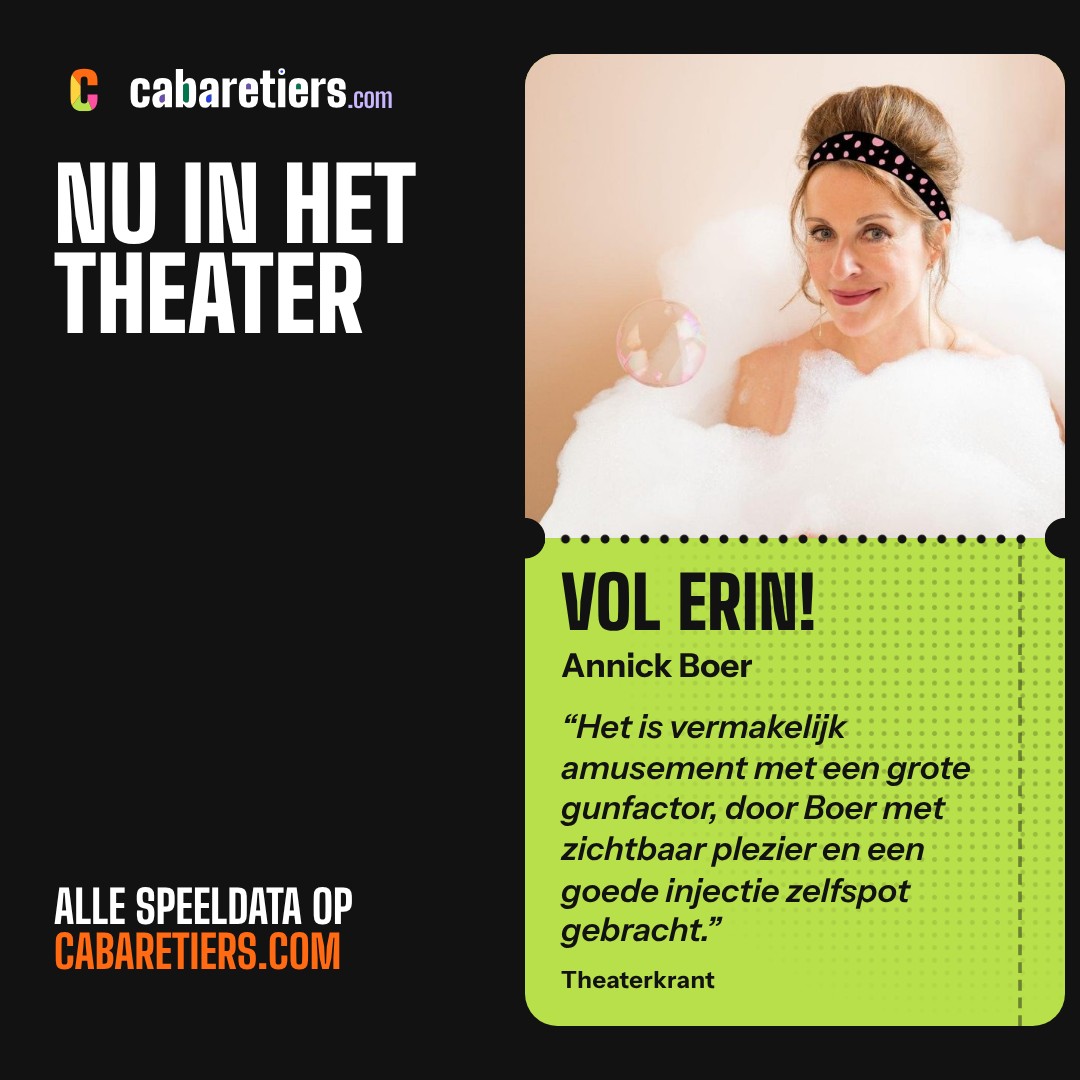 cabaretiers.com
NU IN HET
THEATER
VOL ERIN!
Annick Boer
“Het is vermakelijk
amusement met een grote
gunfactor, door Boer met
zichtbaar plezier en een
goede injectie zelfspot
gebracht.”
Theaterkrant
ALLE SPEELDATA OP
CABARETIERS.COM